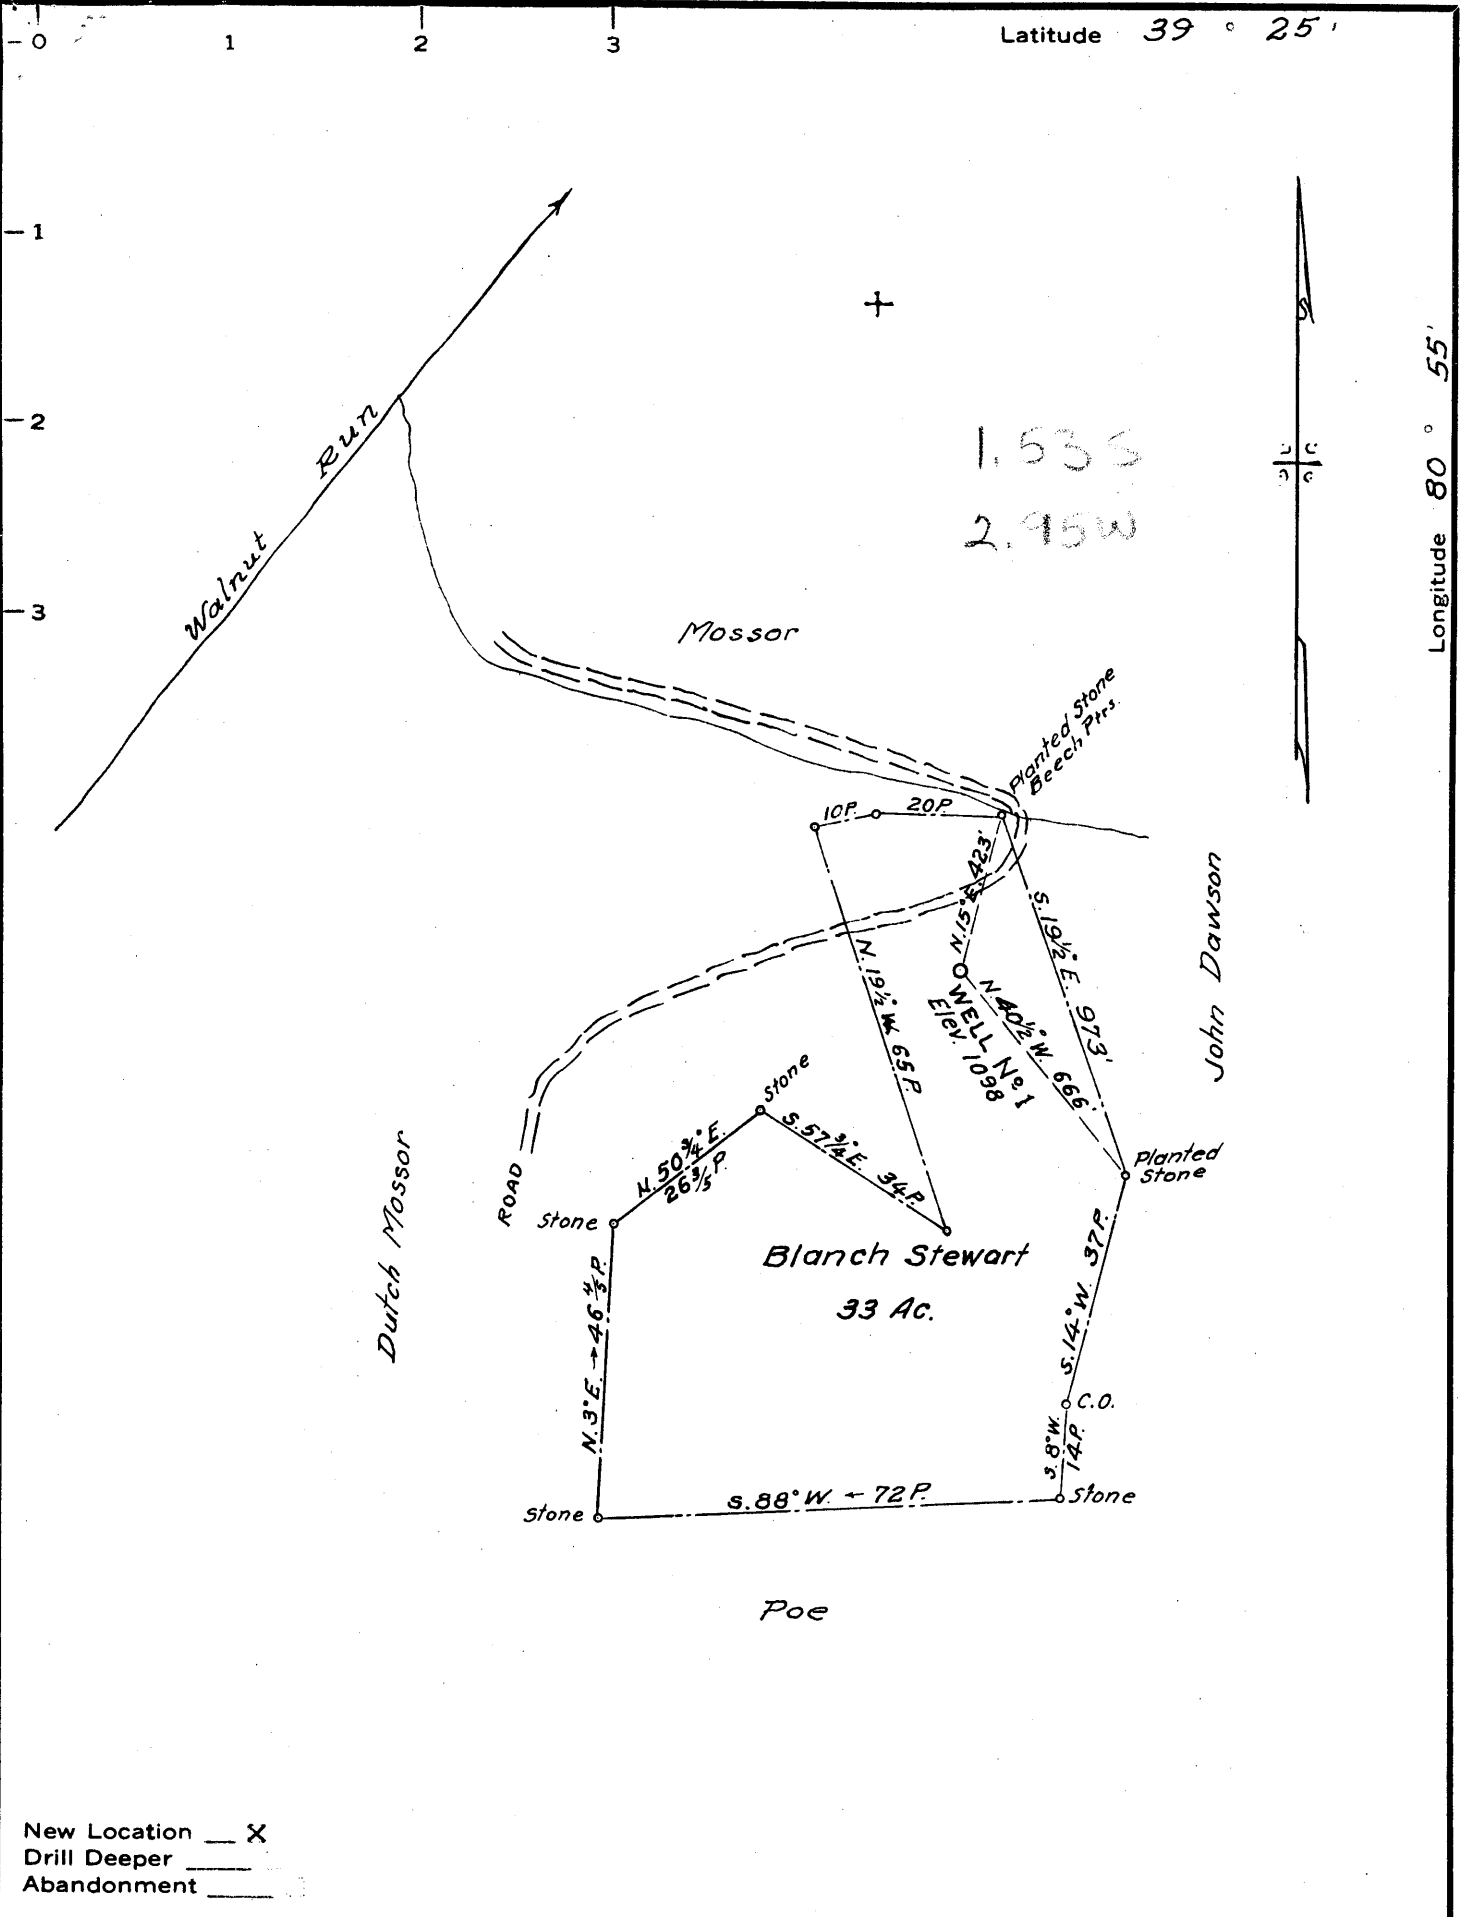 0 1 2 3 Latitude 39° 25'
1
2
3
Longitude 80° 55'
Walnut Run
1.53 S
2.95 W
Mossor
Planted Stone
Beech Ptrs.
10P. 20P.
N.15°E. 423'
S.19½°E. 973'
N.19½°W. 65P.
WELL No 1
Elev. 1098
N.40½°W. 666'
John Dawson
Stone
S.57¾°E. 34P.
N.50¾°E.
26⅗P.
Planted
Stone
ROAD
Stone
Dutch Mossor
Blanch Stewart
33 Ac.
N.3°E. → 46⅘P.
S.14°W. 37P.
C.O.
S.8°W.
14P.
S.88°W. ← 72P.
Stone
Stone
Poe
New Location X
Drill Deeper
Abandonment